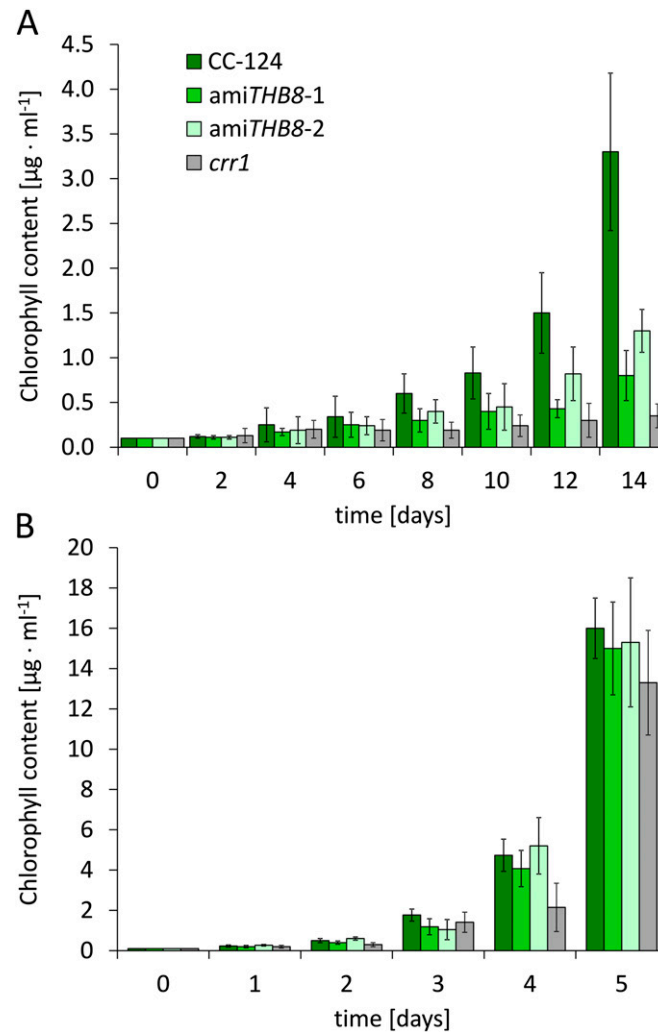 A
Chlorophyll content [µg · ml-1]
4.5
4.0
3.5
3.0
2.5
2.0
1.5
1.0
0.5
0.0
CC-124
amiTHB8-1
amiTHB8-2
crr1
0 2 4 6 8 10 12 14
time [days]
B
Chlorophyll content [µg · ml-1]
20
18
16
14
12
10
8
6
4
2
0
0 1 2 3 4 5
time [days]